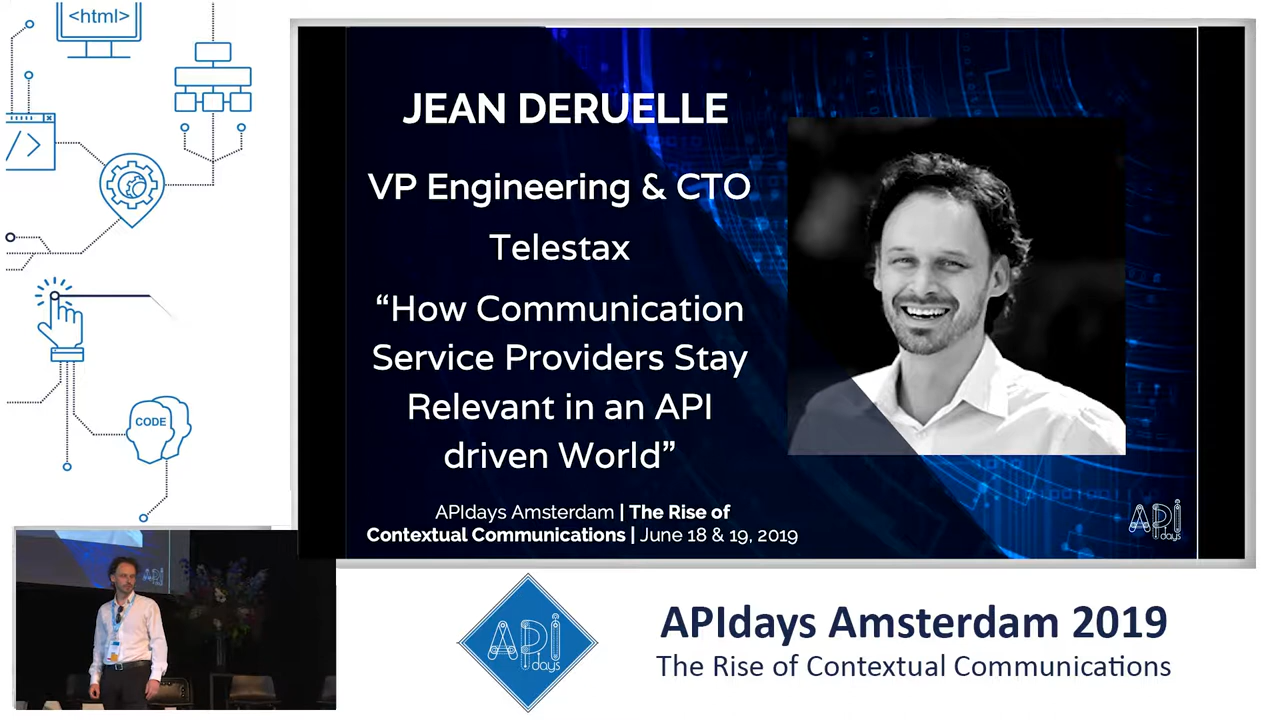 <html>
</>
CODE
JEAN DERUELLE
VP Engineering & CTO
Telestax
“How Communication
Service Providers Stay
Relevant in an API
driven World”
APIdays Amsterdam | The Rise of
Contextual Communications | June 18 & 19, 2019
API
days
API
days
API
days
APIdays Amsterdam 2019
The Rise of Contextual Communications